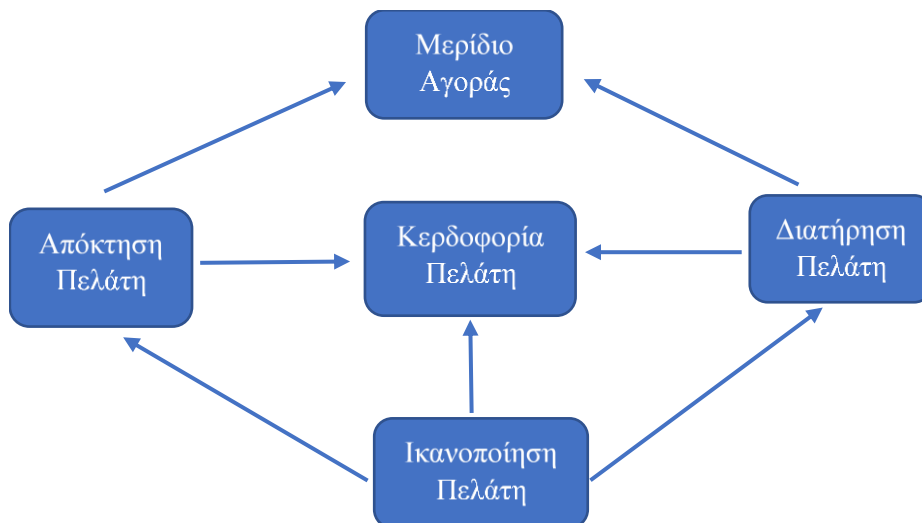 Μερίδιο
Αγοράς
Απόκτηση
Πελάτη
Κερδοφορία
Πελάτη
Διατήρηση
Πελάτη
Ικανοποίηση
Πελάτη